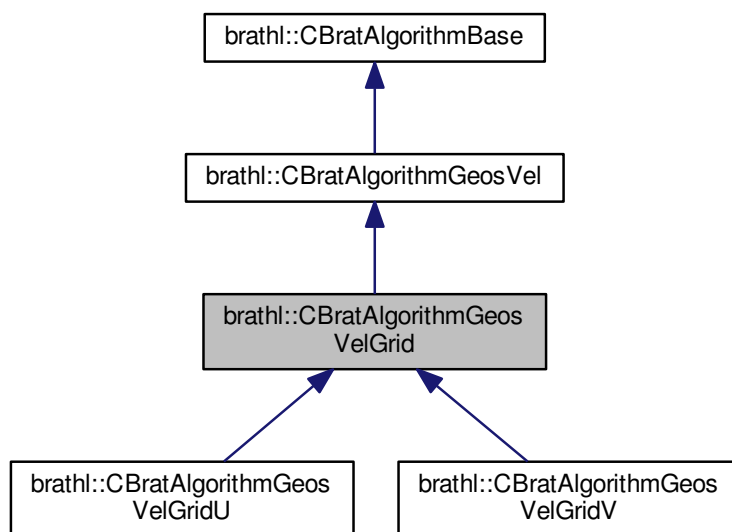 brathl::CBratAlgorithmBase
brathl::CBratAlgorithmGeosVel
brathl::CBratAlgorithmGeos
VelGrid
brathl::CBratAlgorithmGeos
VelGridU
brathl::CBratAlgorithmGeos
VelGridV